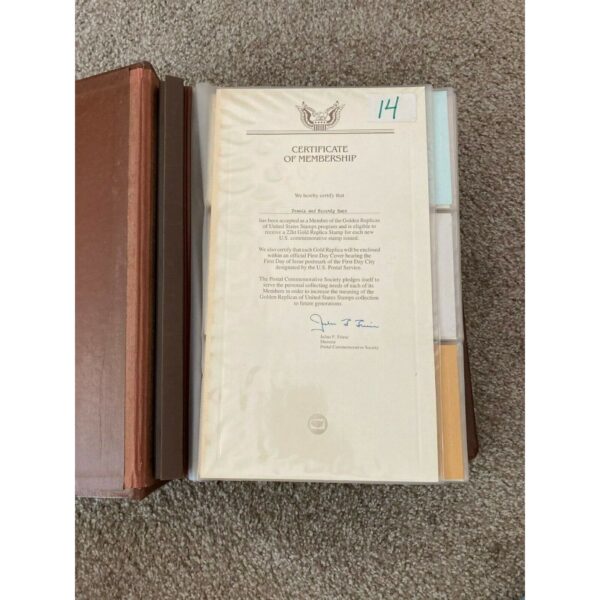 14
CERTIFICATE
OF MEMBERSHIP
We hereby certify that
Dennis and
has been accepted as a Member of the Golden Replicas
of United States Stamps program and is eligible to
receive a 22kt Gold Replica Stamp for each new
U.S. commemorative stamp issued.
We also certify that each Gold Replica will be enclosed
within an official First Day Cover bearing the
First Day of Issue postmark of the First Day City
designated by the U.S. Postal Service.
The Postal Commemorative Society pledges itself to
serve the personal collecting needs of each of its
Members in order to increase the meaning of the
Golden Replicas of United States Stamps collection
to future generations.
Director
Postal Commemorative Society